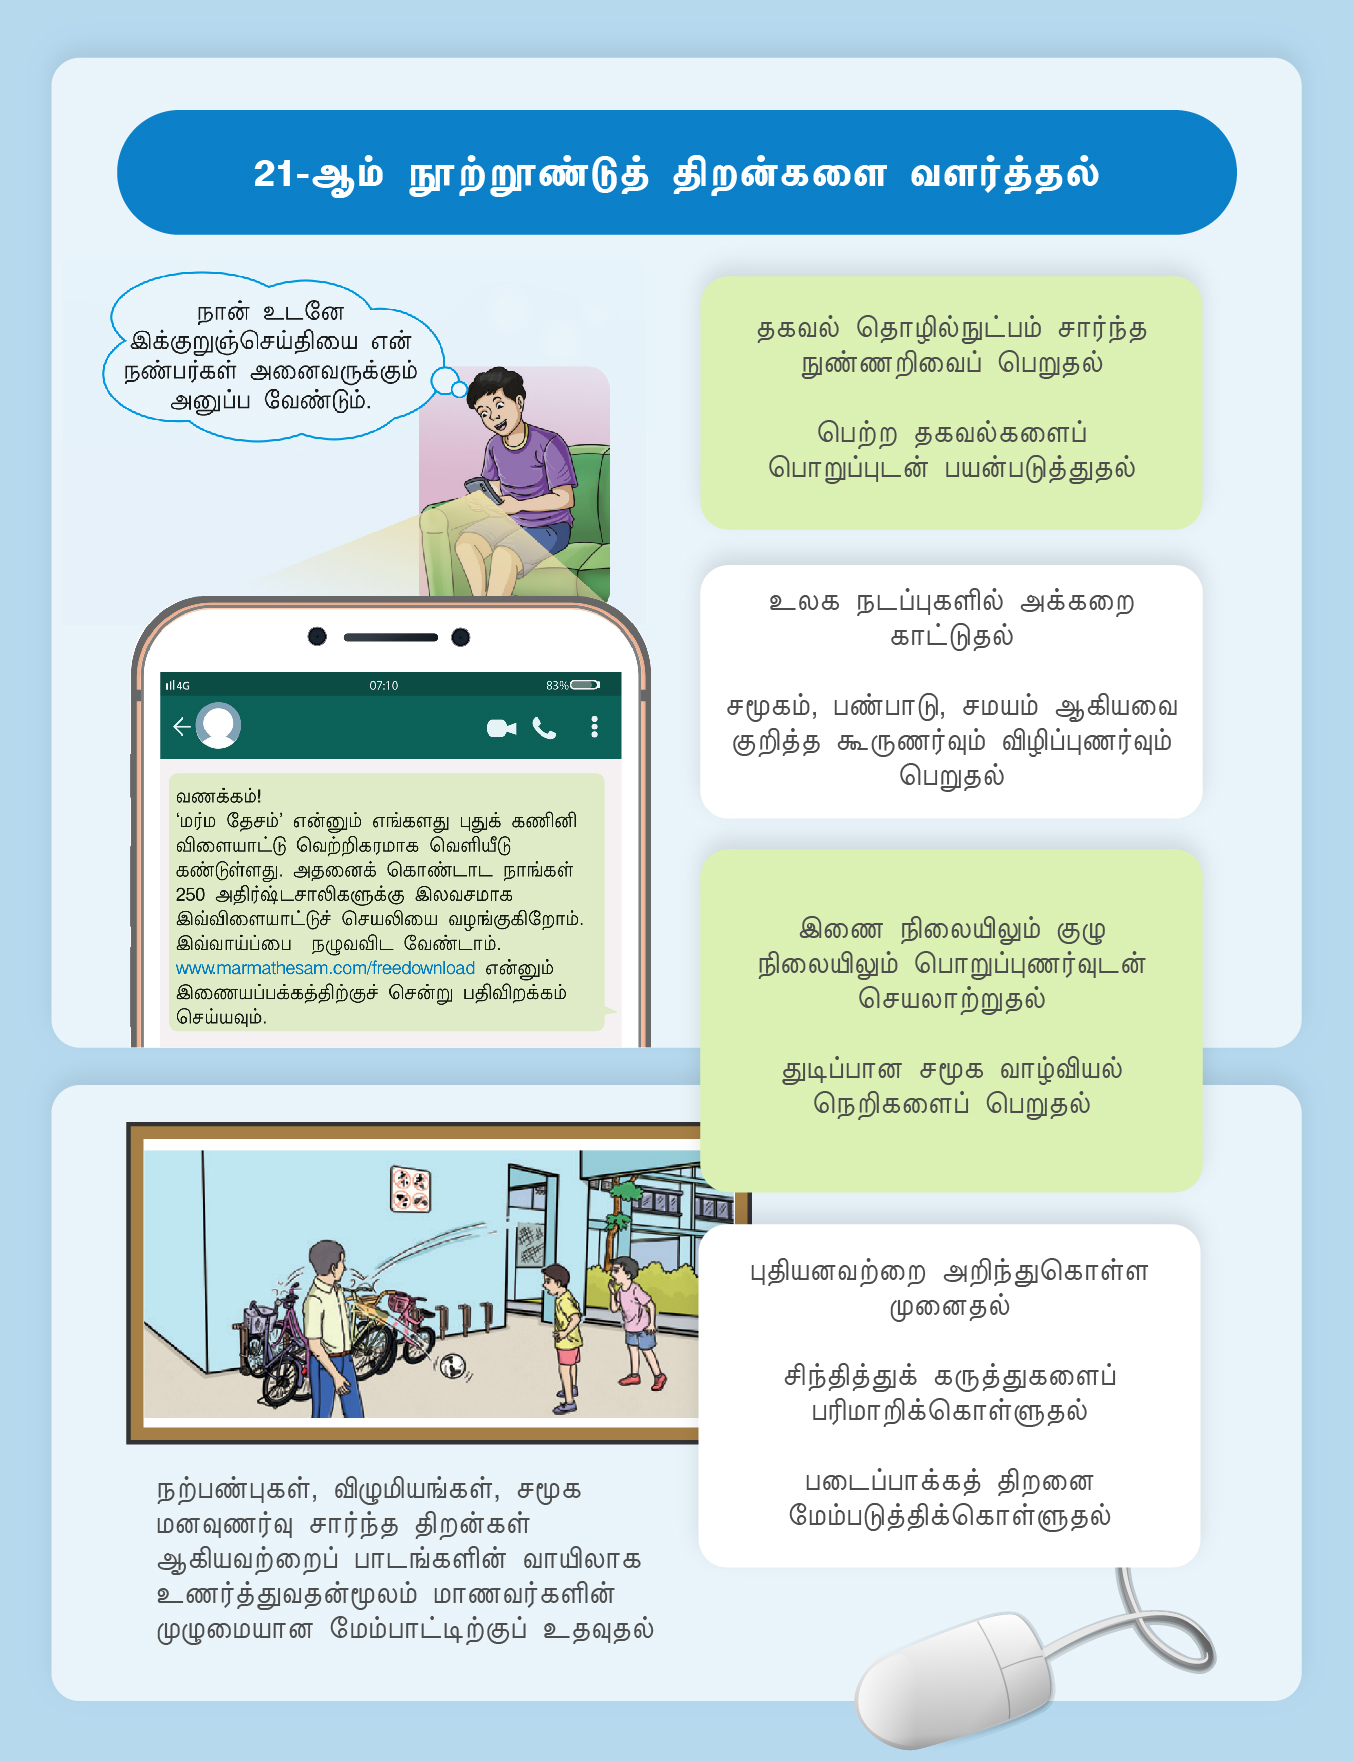 21-ஆம் நூற்றூண்டுத் திறன்களை வளர்த்தல்
நான் உடனே
இக்குறுஞ்செய்தியை என்
நண்பர்கள் அனைவருக்கும்
அனுப்ப வேண்டும்.
4G 07:10 83%
வணக்கம்!
‘மர்ம தேசம்’ என்னும் எங்களது புதுக் கணினி
விளையாட்டு வெற்றிகரமாக வெளியீடு
கண்டுள்ளது. அதனைக் கொண்டாட நாங்கள்
250 அதிர்ஷ்டசாலிகளுக்கு இலவசமாக
இவ்விளையாட்டுச் செயலியை வழங்குகிறோம்.
இவ்வாய்ப்பை நழுவவிட வேண்டாம்.
www.marmathesam.com/freedownload என்னும்
இணையப்பக்கத்திற்குச் சென்று பதிவிறக்கம்
செய்யவும்.
தகவல் தொழில்நுட்பம் சார்ந்த
நுண்ணறிவைப் பெறுதல்
பெற்ற தகவல்களைப்
பொறுப்புடன் பயன்படுத்துதல்
உலக நடப்புகளில் அக்கறை
காட்டுதல்
சமூகம், பண்பாடு, சமயம் ஆகியவை
குறித்த கூருணர்வும் விழிப்புணர்வும்
பெறுதல்
இணை நிலையிலும் குழு
நிலையிலும் பொறுப்புணர்வுடன்
செயலாற்றுதல்
துடிப்பான சமூக வாழ்வியல்
நெறிகளைப் பெறுதல்
புதியனவற்றை அறிந்துகொள்ள
முனைதல்
சிந்தித்துக் கருத்துகளைப்
பரிமாறிக்கொள்ளுதல்
படைப்பாக்கத் திறனை
மேம்படுத்திக்கொள்ளுதல்
நற்பண்புகள், விழுமியங்கள், சமூக
மனவுணர்வு சார்ந்த திறன்கள்
ஆகியவற்றைப் பாடங்களின் வாயிலாக
உணர்த்துவதன்மூலம் மாணவர்களின்
முழுமையான மேம்பாட்டிற்குப் உதவுதல்